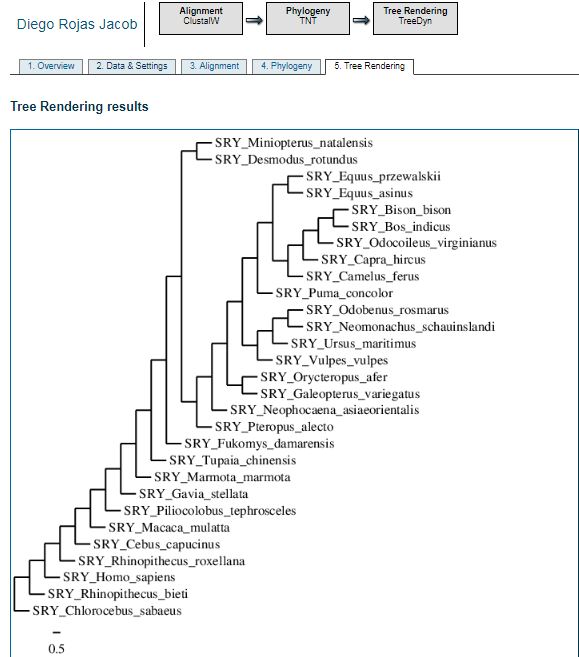 Diego Rojas Jacob
Alignment
ClustalW
Phylogeny
TNT
Tree Rendering
TreeDyn
1. Overview
2. Data & Settings
3. Alignment
4. Phylogeny
5. Tree Rendering
Tree Rendering results
SRY_Miniopterus_natalensis
SRY_Desmodus_rotundus
SRY_Equus_przewalskii
SRY_Equus_asinus
SRY_Bison_bison
SRY_Bos_indicus
SRY_Odocoileus_virginianus
SRY_Capra_hircus
SRY_Camelus_ferus
SRY_Puma_concolor
SRY_Odobenus_rosmarus
SRY_Neomonachus_schauinslandi
SRY_Ursus_maritimus
SRY_Vulpes_vulpes
SRY_Orycteropus_afer
SRY_Galeopterus_variegatus
SRY_Neophocaena_asiaeorientalis
SRY_Pteropus_alecto
SRY_Fukomys_damarensis
SRY_Tupaia_chinensis
SRY_Marmota_marmota
SRY_Gavia_stellata
SRY_Piliocolobus_tephrosceles
SRY_Macaca_mulatta
SRY_Cebus_capucinus
SRY_Rhinopithecus_roxellana
SRY_Homo_sapiens
SRY_Rhinopithecus_bieti
SRY_Chlorocebus_sabaeus
0.5